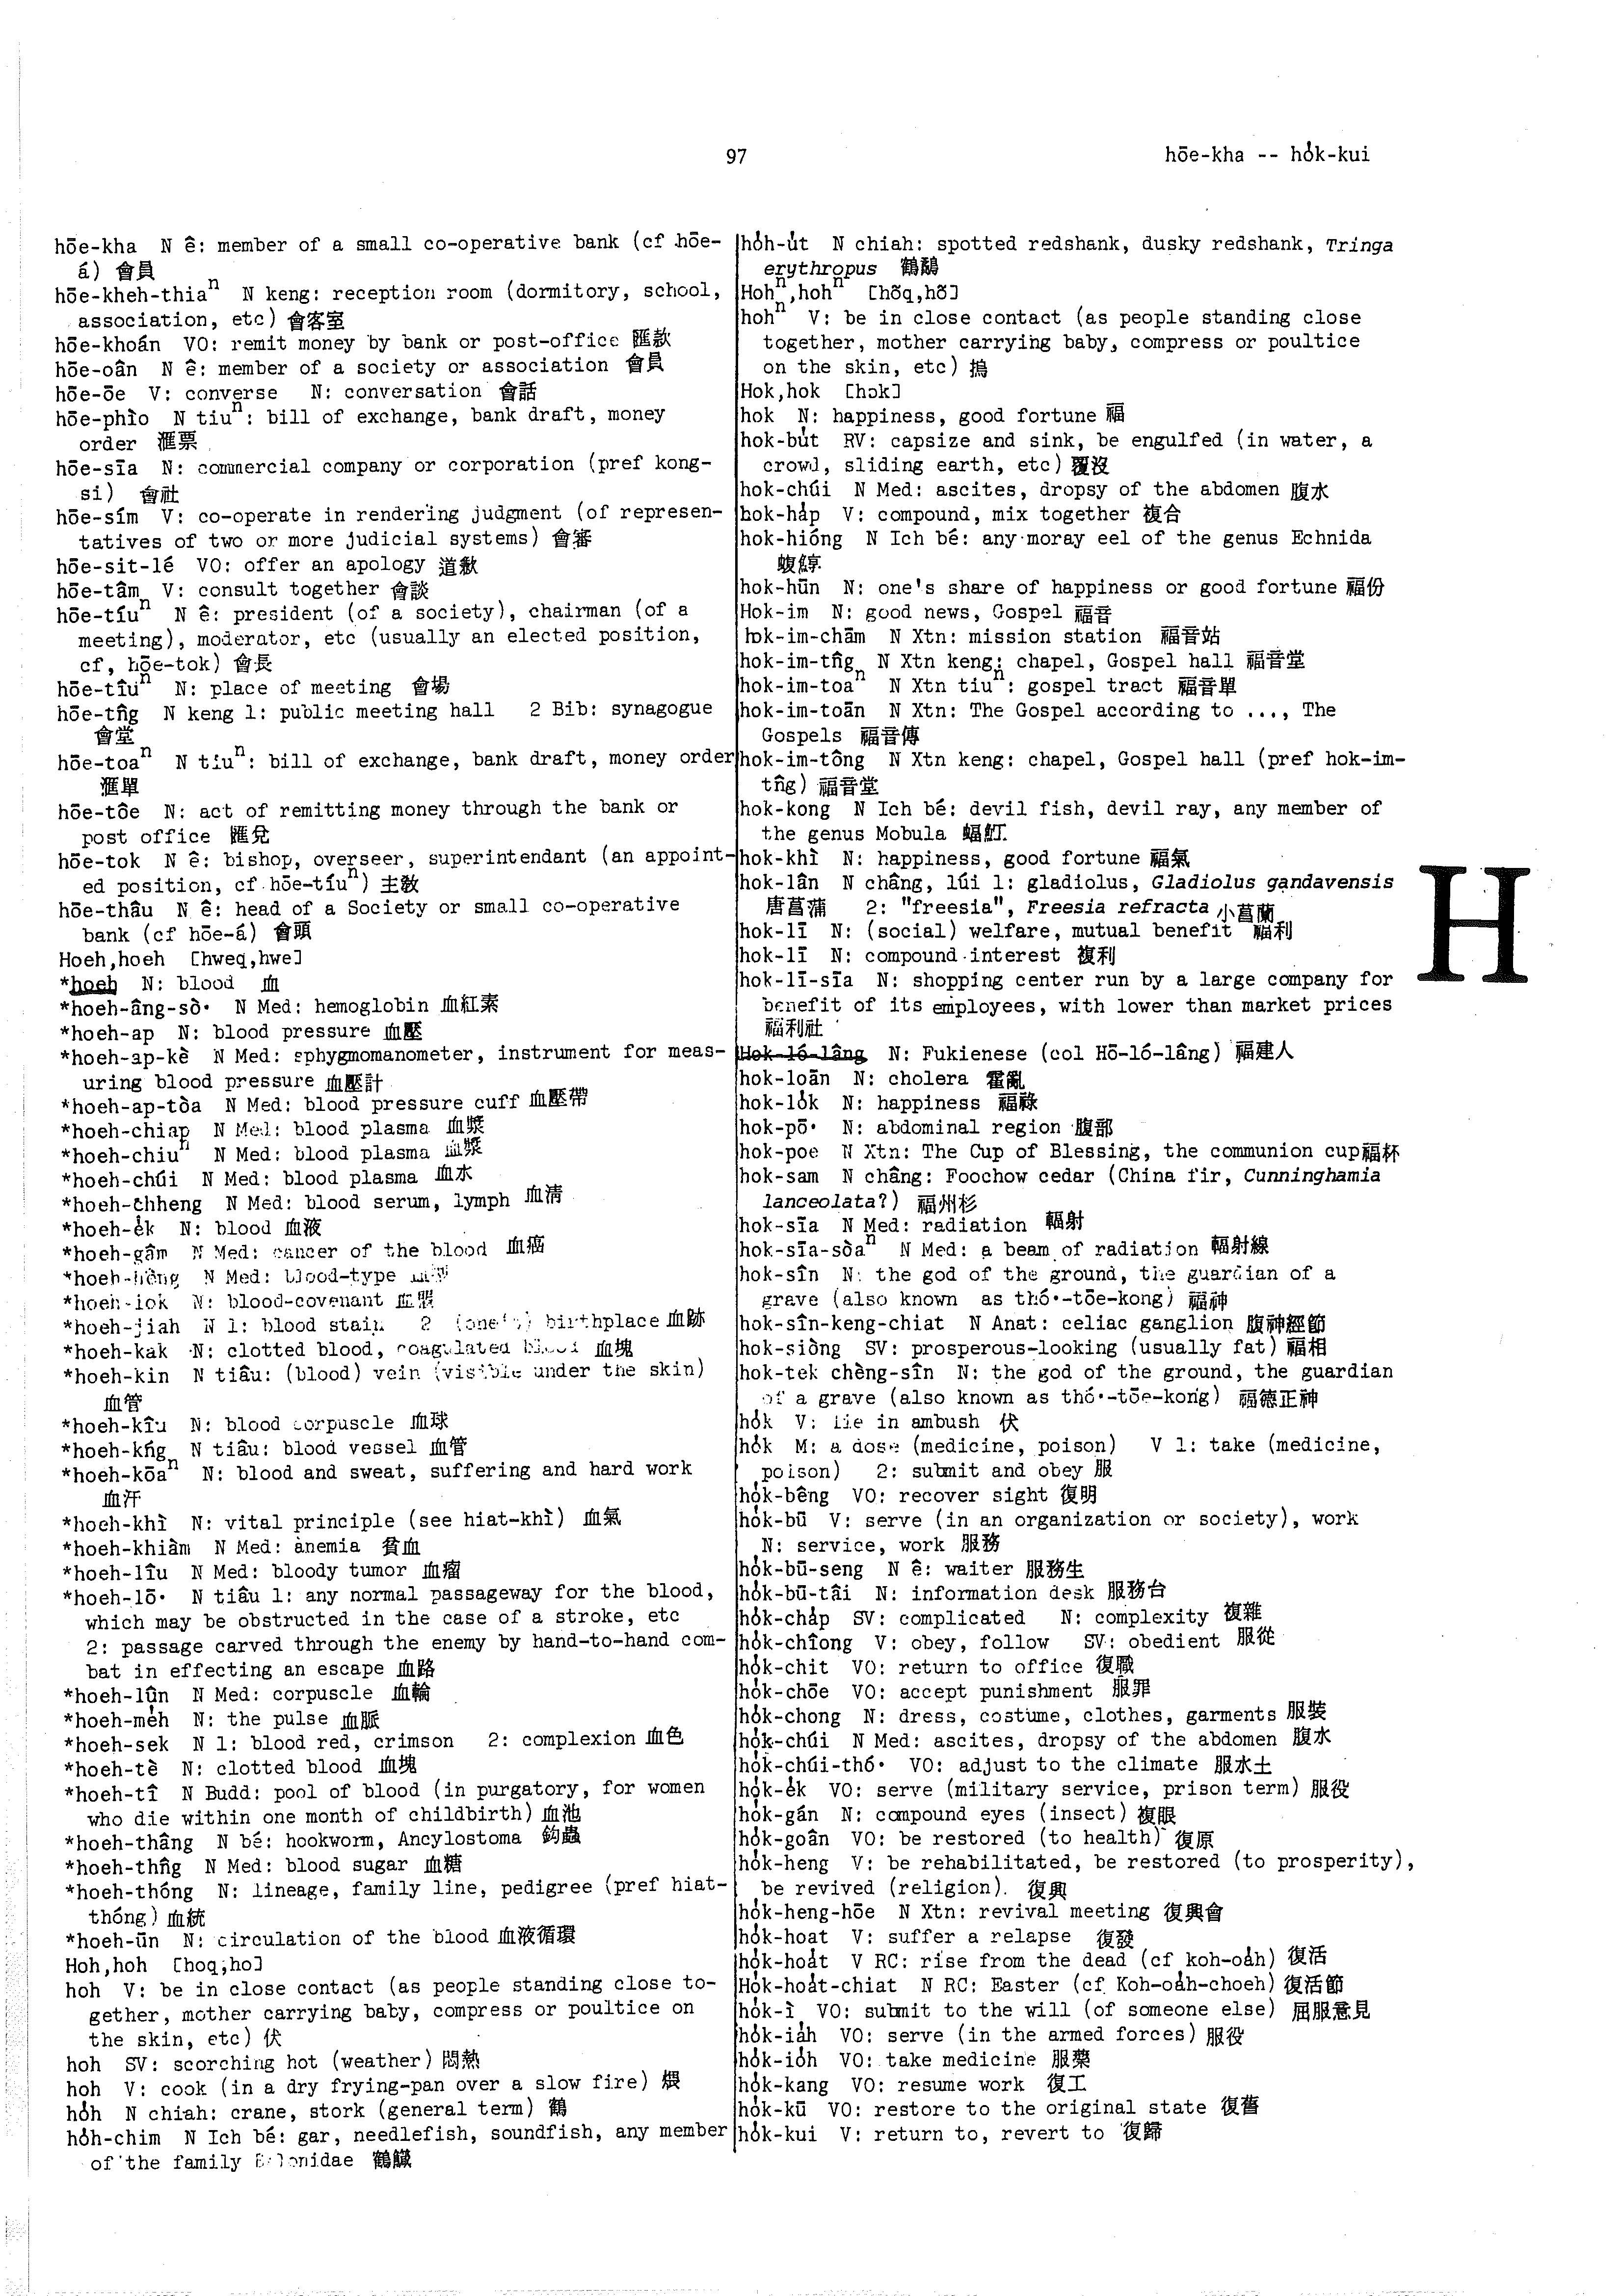 97
hōe-kha -- ho̍k-kui
hōe-kha N ê: member of a small co-operative bank (cf hōe-
á) 會員
hōe-kheh-thiaⁿ N keng: reception room (dormitory, school,
association, etc) 會客室
hōe-khoán VO: remit money by bank or post-office 匯款
hōe-oân N ê: member of a society or association 會員
hōe-ōe V: converse N: conversation 會話
hōe-phìo N tiuⁿ: bill of exchange, bank draft, money
order 滙票
hōe-sīa N: commercial company or corporation (pref kong-
si) 會社
hōe-sím V: co-operate in rendering judgment (of represen-
tatives of two or more judicial systems) 會審
hōe-sit-lé VO: offer an apology 道歉
hōe-tâm V: consult together 會談
hōe-tíuⁿ N ê: president (of a society), chairman (of a
meeting), moderator, etc (usually an elected position,
cf, hōe-tok) 會長
hōe-tîuⁿ N: place of meeting 會場
hōe-tn̂g N keng 1: public meeting hall 2 Bib: synagogue
會堂
hōe-toaⁿ N tiuⁿ: bill of exchange, bank draft, money order
滙單
hōe-tōe N: act of remitting money through the bank or
post office 匯兌
hōe-tok N ê: bishop, overseer, superintendant (an appoint-
ed position, cf hōe-tíuⁿ) 主教
hōe-thâu N ê: head of a Society or small co-operative
bank (cf hōe-á) 會頭
Hoeh,hoeh [hweq,hwe]
*hoeh N: blood 血
*hoeh-âng-sò͘ N Med: hemoglobin 血紅素
*hoeh-ap N: blood pressure 血壓
*hoeh-ap-kè N Med: sphygmomanometer, instrument for meas-
uring blood pressure 血壓計
*hoeh-ap-tòa N Med: blood pressure cuff 血壓帶
*hoeh-chiap N Med: blood plasma 血漿
*hoeh-chiuⁿ N Med: blood plasma 血漿
*hoeh-chúi N Med: blood plasma 血水
*hoeh-chheng N Med: blood serum, lymph 血清
*hoeh-e̍k N: blood 血液
*hoeh-gâm N Med: cancer of the blood 血癌
*hoeh-hêng N Med: blood-type
*hoeh-iok N: blood-covenant 血盟
*hoeh-jiah N 1: blood stain 2 (one's) birthplace 血跡
*hoeh-kak N: clotted blood, coagulated blood 血塊
*hoeh-kin N tiâu: (blood) vein (visible under the skin)
血管
*hoeh-kîu N: blood corpuscle 血球
*hoeh-kńg N tiâu: blood vessel 血管
*hoeh-kōaⁿ N: blood and sweat, suffering and hard work
血汗
*hoeh-khì N: vital principle (see hiat-khì) 血氣
*hoeh-khiàm N Med: anemia 貧血
*hoeh-lîu N Med: bloody tumor 血瘤
*hoeh-lō͘ N tiâu 1: any normal passageway for the blood,
which may be obstructed in the case of a stroke, etc
2: passage carved through the enemy by hand-to-hand com-
bat in effecting an escape 血路
*hoeh-lûn N Med: corpuscle 血輪
*hoeh-me̍h N: the pulse 血脈
*hoeh-sek N 1: blood red, crimson 2: complexion 血色
*hoeh-tè N: clotted blood 血塊
*hoeh-tî N Budd: pool of blood (in purgatory, for women
who die within one month of childbirth) 血池
*hoeh-thâng N bé: hookworm, Ancylostoma 鉤蟲
*hoeh-thn̂g N Med: blood sugar 血糖
*hoeh-thóng N: lineage, family line, pedigree (pref hiat-
thóng) 血統
*hoeh-ūn N: circulation of the blood 血液循環
Hoh,hoh [hoq,ho]
hoh V: be in close contact (as people standing close to-
gether, mother carrying baby, compress or poultice on
the skin, etc) 伏
hoh SV: scorching hot (weather) 悶熱
hoh V: cook (in a dry frying-pan over a slow fire) 煨
ho̍h N chiah: crane, stork (general term) 鶴
ho̍h-chim N Ich bé: gar, needlefish, soundfish, any member
of the family Belonidae 鶴鱵
ho̍h-u̍t N chiah: spotted redshank, dusky redshank, Tringa
erythropus 鶴鷸
Hohⁿ,hohⁿ [hõq,hõ]
hohⁿ V: be in close contact (as people standing close
together, mother carrying baby, compress or poultice
on the skin, etc) 摀
Hok,hok [hɔk]
hok N: happiness, good fortune 福
hok-bu̍t RV: capsize and sink, be engulfed (in water, a
crowd, sliding earth, etc) 覆沒
hok-chúi N Med: ascites, dropsy of the abdomen 腹水
hok-ha̍p V: compound, mix together 複合
hok-hióng N Ich bé: any moray eel of the genus Echnida
hok-hūn N: one's share of happiness or good fortune 福份
Hok-im N: good news, Gospel 福音
hok-im-chām N Xtn: mission station 福音站
hok-im-tn̂g N Xtn keng: chapel, Gospel hall 福音堂
hok-im-toaⁿ N Xtn tiuⁿ: gospel tract 福音單
hok-im-toān N Xtn: The Gospel according to ..., The
Gospels 福音傳
hok-im-tông N Xtn keng: chapel, Gospel hall (pref hok-im-
tn̂g) 福音堂
hok-kong N Ich bé: devil fish, devil ray, any member of
the genus Mobula 蝠魟
hok-khì N: happiness, good fortune 福氣
hok-lân N châng, lúi 1: gladiolus, Gladiolus gandavensis
唐菖蒲 2: "freesia", Freesia refracta 小菖蘭
hok-lī N: (social) welfare, mutual benefit 福利
hok-lī N: compound interest 複利
hok-lī-sīa N: shopping center run by a large company for
benefit of its employees, with lower than market prices
福利社
Hok-ló-lâng N: Fukienese (col Hō-ló-lâng) 福建人
hok-loān N: cholera 霍亂
hok-lo̍k N: happiness 福祿
hok-pō͘ N: abdominal region 腹部
hok-poe N Xtn: The Cup of Blessing, the communion cup 福杯
hok-sam N châng: Foochow cedar (China fir, Cunninghamia
lanceolata?) 福州杉
hok-sīa N Med: radiation 輻射
hok-sīa-sòaⁿ N Med: a beam of radiation 輻射線
hok-sîn N: the god of the ground, the guardian of a
grave (also known as thó͘-tōe-kong) 福神
hok-sîn-keng-chiat N Anat: celiac ganglion 腹神經節
hok-siòng SV: prosperous-looking (usually fat) 福相
hok-tek chèng-sîn N: the god of the ground, the guardian
of a grave (also known as thó͘-tōe-kong) 福德正神
ho̍k V: lie in ambush 伏
ho̍k M: a dose (medicine, poison) V 1: take (medicine,
poison) 2: submit and obey 服
ho̍k-bêng VO: recover sight 復明
ho̍k-bū V: serve (in an organization or society), work
N: service, work 服務
ho̍k-bū-seng N ê: waiter 服務生
ho̍k-bū-tâi N: information desk 服務台
ho̍k-cha̍p SV: complicated N: complexity 複雜
ho̍k-chîong V: obey, follow SV: obedient 服從
ho̍k-chit VO: return to office 復職
ho̍k-chōe VO: accept punishment 服罪
ho̍k-chong N: dress, costume, clothes, garments 服裝
ho̍k-chúi N Med: ascites, dropsy of the abdomen 腹水
ho̍k-chúi-thó͘ VO: adjust to the climate 服水土
ho̍k-e̍k VO: serve (military service, prison term) 服役
ho̍k-gán N: compound eyes (insect) 複眼
ho̍k-goân VO: be restored (to health) 復原
ho̍k-heng V: be rehabilitated, be restored (to prosperity),
be revived (religion). 復興
ho̍k-heng-hōe N Xtn: revival meeting 復興會
ho̍k-hoat V: suffer a relapse 復發
ho̍k-hoa̍t V RC: rise from the dead (cf koh-oa̍h) 復活
Ho̍k-hoa̍t-chiat N RC: Easter (cf Koh-oa̍h-choeh) 復活節
ho̍k-ì VO: submit to the will (of someone else) 屈服意見
ho̍k-ia̍h VO: serve (in the armed forces) 服役
ho̍k-io̍h VO: take medicine 服藥
ho̍k-kang VO: resume work 復工
ho̍k-kū VO: restore to the original state 復舊
ho̍k-kui V: return to, revert to 復歸
H